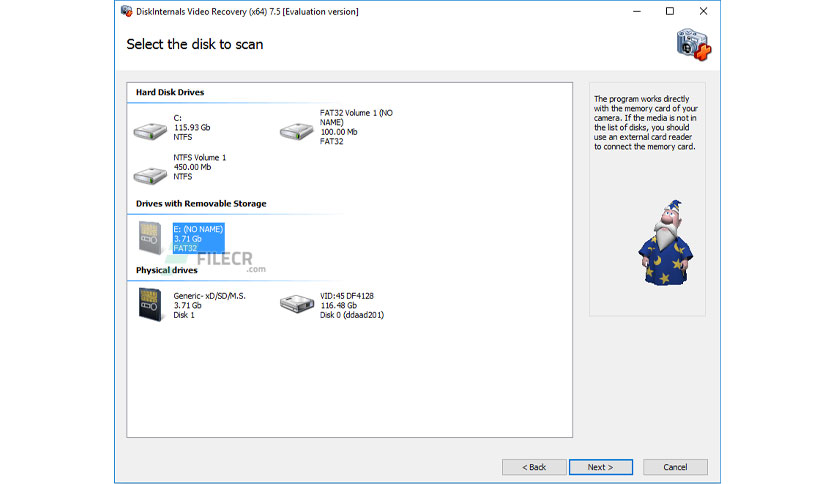 DiskInternals Video Recovery (x64) 7.5 [Evaluation version]
Select the disk to scan
Hard Disk Drives
C:
115.93 Gb
NTFS
FAT32 Volume 1 (NO
NAME)
100.00 Mb
FAT32
NTFS Volume 1
450.00 Mb
NTFS
Drives with Removable Storage
E: (NO NAME)
3.71 Gb
FAT32
FILECR
.com
Physical drives
Generic- xD/SD/M.S.
3.71 Gb
Disk 1
VID:45 DF4128
116.48 Gb
Disk 0 (ddaad201)
The program works directly
with the memory card of your
camera. If the media is not in
the list of disks, you should
use an external card reader
to connect the memory card.
< Back
Next >
Cancel